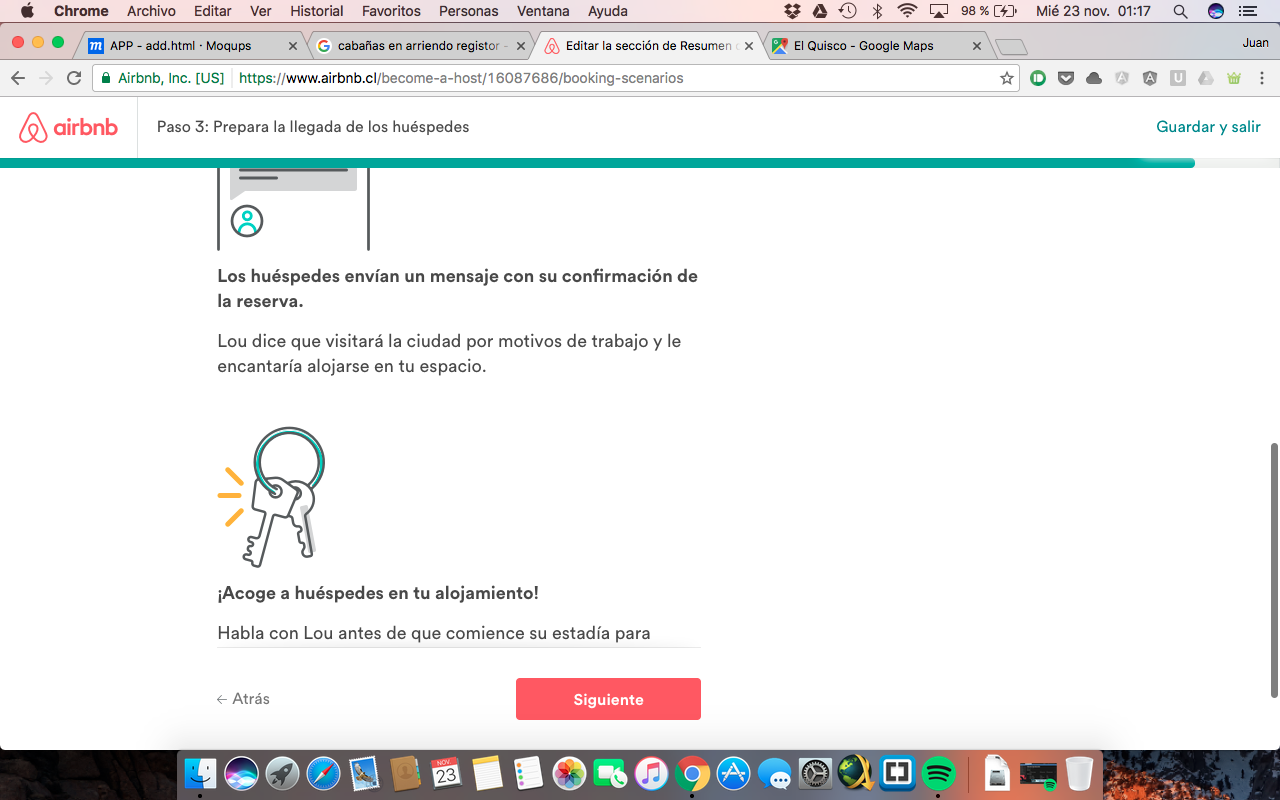 Chrome Archivo Editar Ver Historial Favoritos Personas Ventana Ayuda 98 % Mié 23 nov. 01:17
APP - add.html · Moqups cabañas en arriendo registor - Editar la sección de Resumen El Quisco - Google Maps Juan
Airbnb, Inc. [US] https://www.airbnb.cl/become-a-host/16087686/booking-scenarios
airbnb Paso 3: Prepara la llegada de los huéspedes Guardar y salir
Los huéspedes envían un mensaje con su confirmación de
la reserva.
Lou dice que visitará la ciudad por motivos de trabajo y le
encantaría alojarse en tu espacio.
¡Acoge a huéspedes en tu alojamiento!
Habla con Lou antes de que comience su estadía para
← Atrás Siguiente
NOV
23